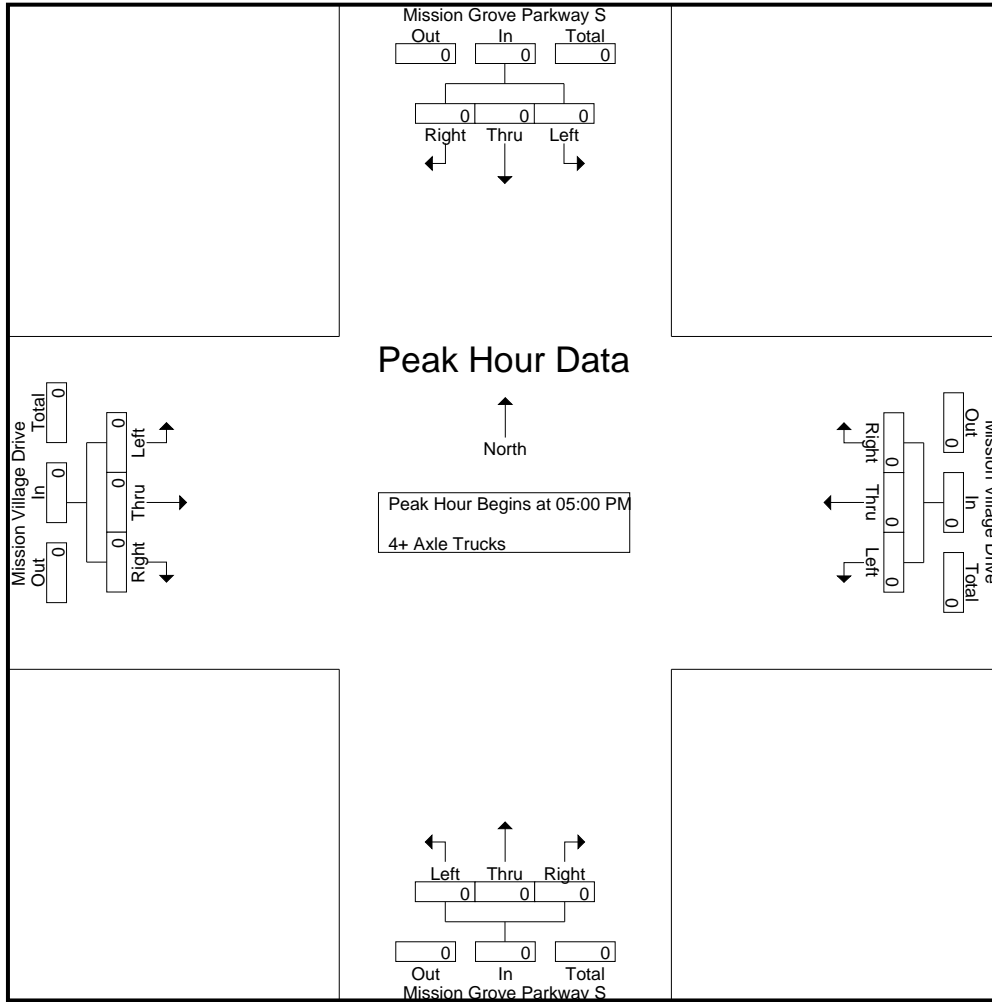 Mission Grove Parkway S
Out In Total
0 0 0
0 0 0
Right Thru Left
Peak Hour Data
North
Peak Hour Begins at 05:00 PM
4+ Axle Trucks
Mission Village Drive
Out In Total
0 0 0
0 0 0
Right Thru Left
Mission Village Drive
Out In Total
0 0 0
0 0 0
Right Thru Left
Left Thru Right
0 0 0
0 0 0
Out In Total
Mission Grove Parkway S